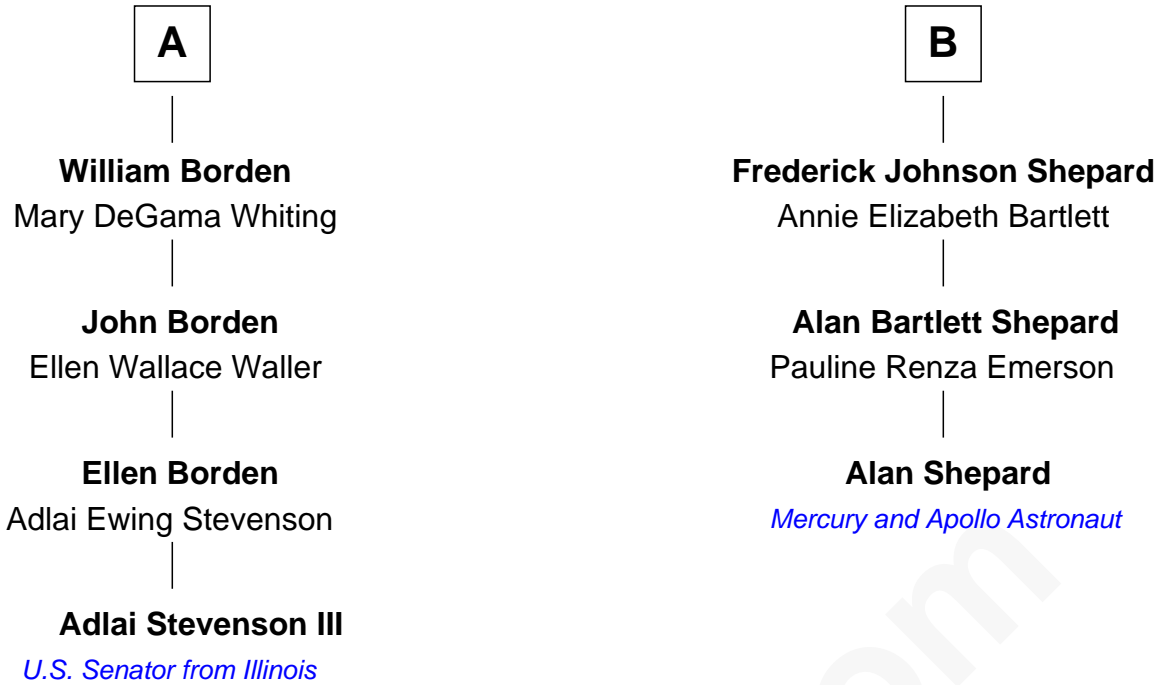 A
William Borden
Mary DeGama Whiting
John Borden
Ellen Wallace Waller
Ellen Borden
Adlai Ewing Stevenson
Adlai Stevenson III
U.S. Senator from Illinois
B
Frederick Johnson Shepard
Annie Elizabeth Bartlett
Alan Bartlett Shepard
Pauline Renza Emerson
Alan Shepard
Mercury and Apollo Astronaut
om